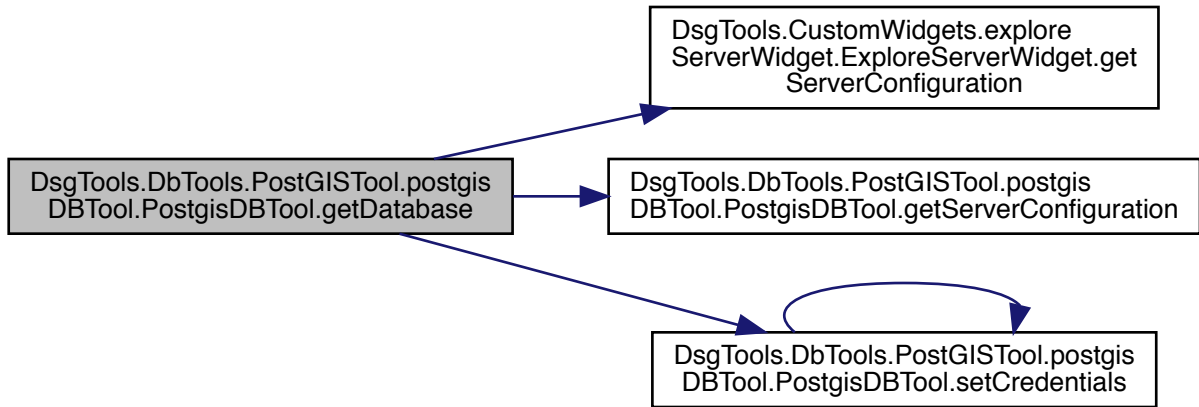 DsgTools.CustomWidgets.explore
ServerWidget.ExploreServerWidget.get
ServerConfiguration
DsgTools.DbTools.PostGISTool.postgis
DBTool.PostgisDBTool.getDatabase
DsgTools.DbTools.PostGISTool.postgis
DBTool.PostgisDBTool.getServerConfiguration
DsgTools.DbTools.PostGISTool.postgis
DBTool.PostgisDBTool.setCredentials